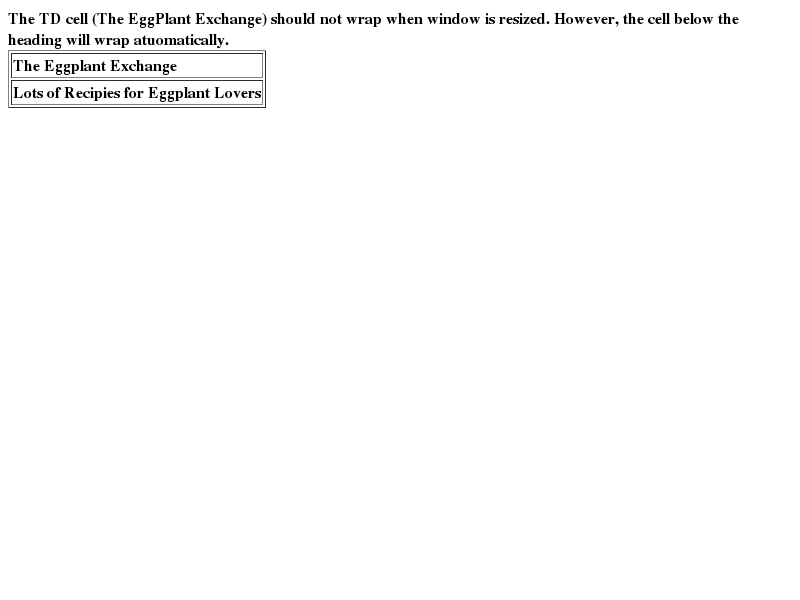 The TD cell (The EggPlant Exchange) should not wrap when window is resized. However, the cell below the
heading will wrap atuomatically.
The Eggplant Exchange
Lots of Recipies for Eggplant Lovers